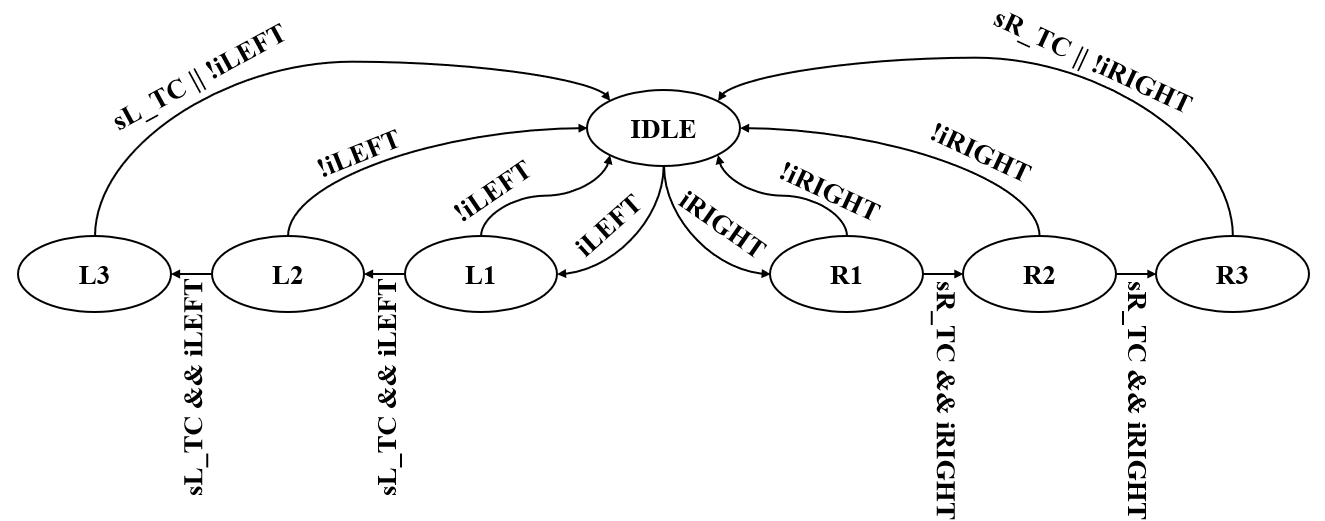 sL_TC || !iLEFT
sR_TC || !iRIGHT
IDLE
!iLEFT
!iRIGHT
!iLEFT
iLEFT
iRIGHT
!iRIGHT
L3
L2
L1
R1
R2
R3
sL_TC && iLEFT
sL_TC && iLEFT
sR_TC && iRIGHT
sR_TC && iRIGHT